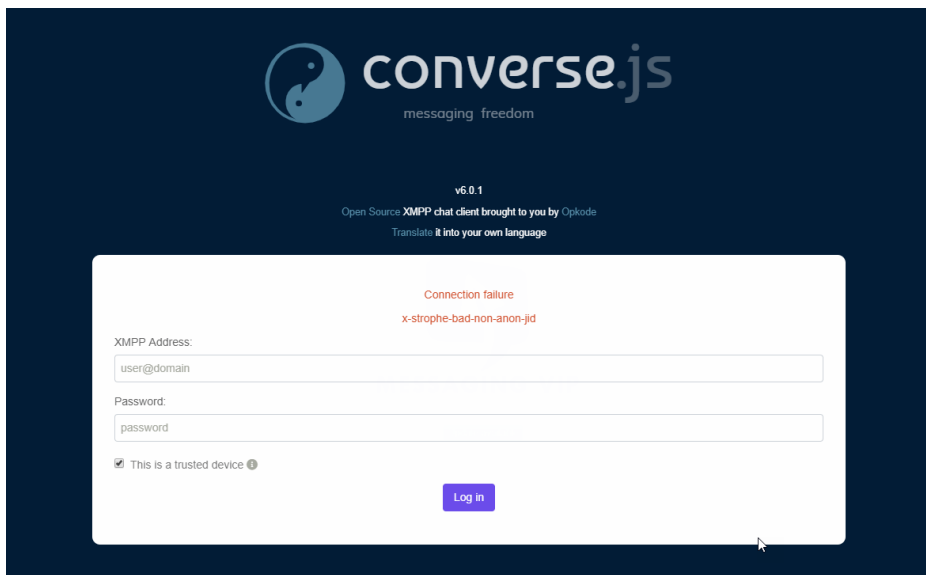 converse.js
messaging freedom
v6.0.1
Open Source XMPP chat client brought to you by Opkode
Translate it into your own language
Connection failure
x-strophe-bad-non-anon-jid
XMPP Address:
user@domain
Password:
password
This is a trusted device
Log in